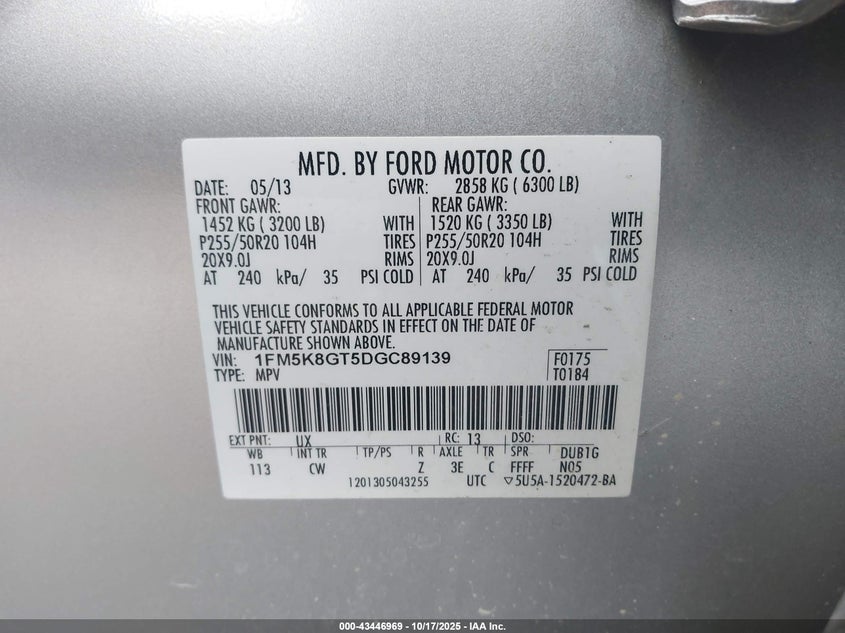 MFD. BY FORD MOTOR CO.
DATE: 05/13 GVWR: 2858 KG ( 6300 LB)
FRONT GAWR: REAR GAWR:
1452 KG ( 3200 LB) WITH 1520 KG ( 3350 LB) WITH
P255/50R20 104H TIRES P255/50R20 104H TIRES
20X9.0J RIMS 20X9.0J RIMS
AT 240 kPa/ 35 PSI COLD AT 240 kPa/ 35 PSI COLD
THIS VEHICLE CONFORMS TO ALL APPLICABLE FEDERAL MOTOR
VEHICLE SAFETY STANDARDS IN EFFECT ON THE DATE OF
MANUFACTURE SHOWN ABOVE.
VIN: 1FM5K8GT5DGC89139 F0175
TYPE: MPV T0184
EXT PNT: UX RC: 13 DSO:
WB INT TR TP/PS R AXLE TR SPR DUB1G
113 CW Z 3E C FFFF N05
1201305043255 UTC ▽5U5A-1520472-BA
000-43446969 | 10/17/2025 | IAA Inc.